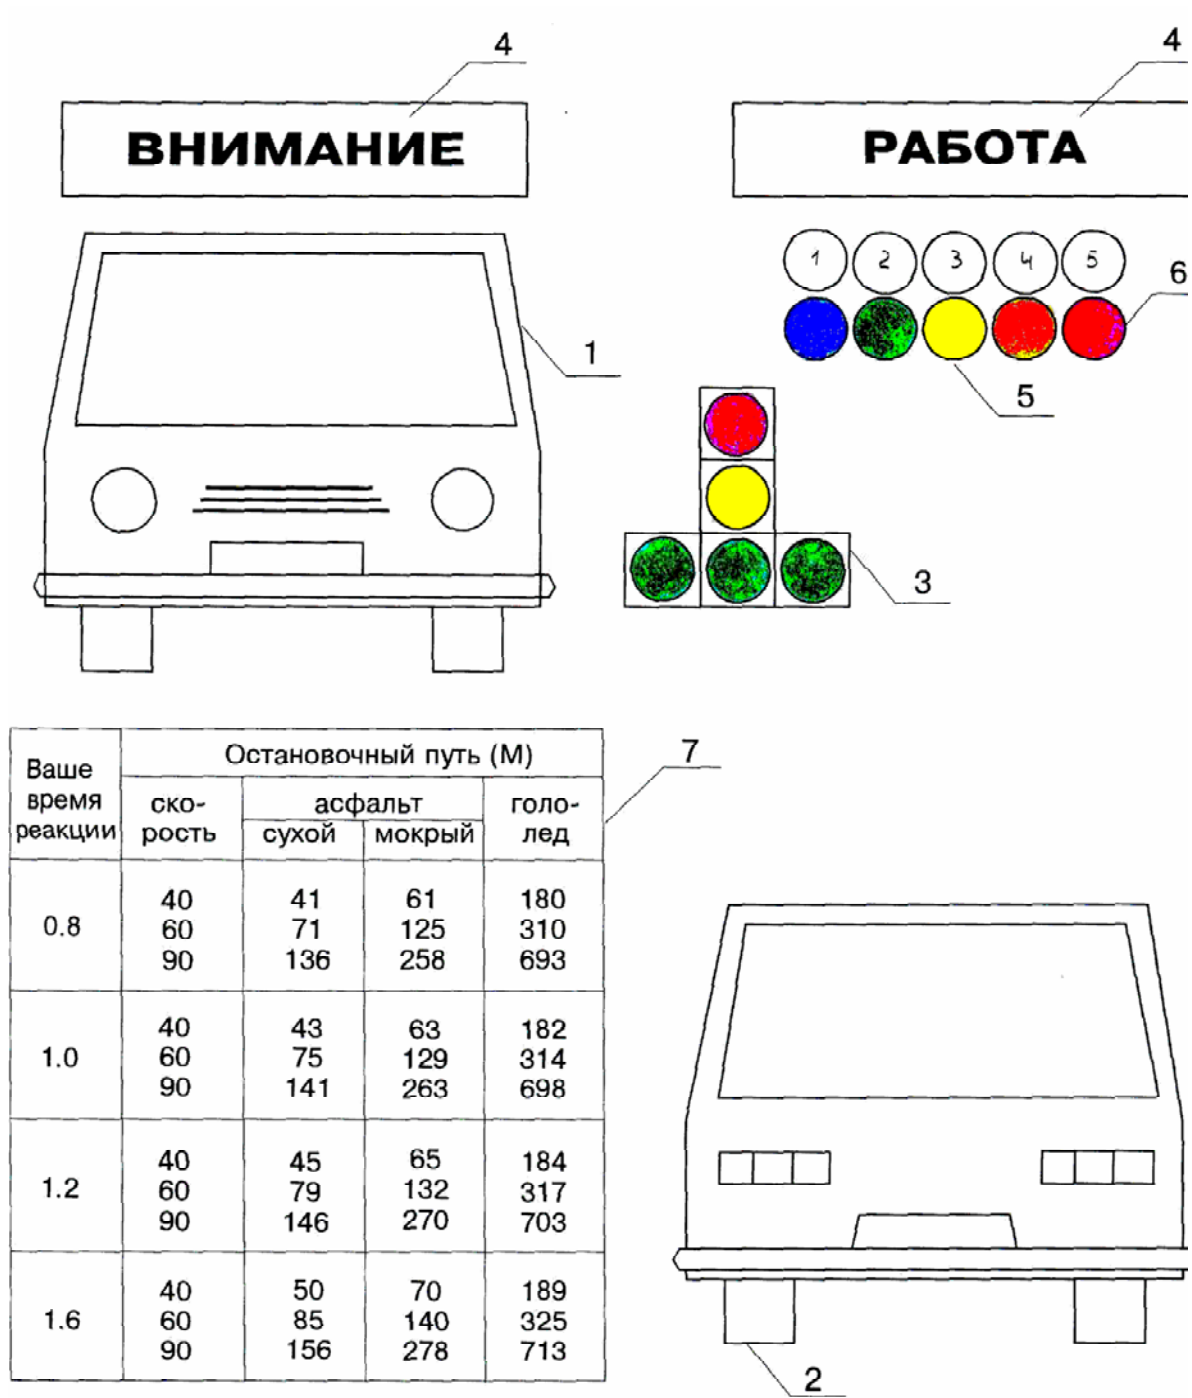 4
4
ВНИМАНИЕ
РАБОТА
1 2 3 4 5
6
1
5
3
7
Ваше время реакции
Остановочный путь (М)
ско-рость
асфальт
голо-лед
сухой мокрый
0.8
40 41 61 180
60 71 125 310
90 136 258 693
1.0
40 43 63 182
60 75 129 314
90 141 263 698
1.2
40 45 65 184
60 79 132 317
90 146 270 703
1.6
40 50 70 189
60 85 140 325
90 156 278 713
2